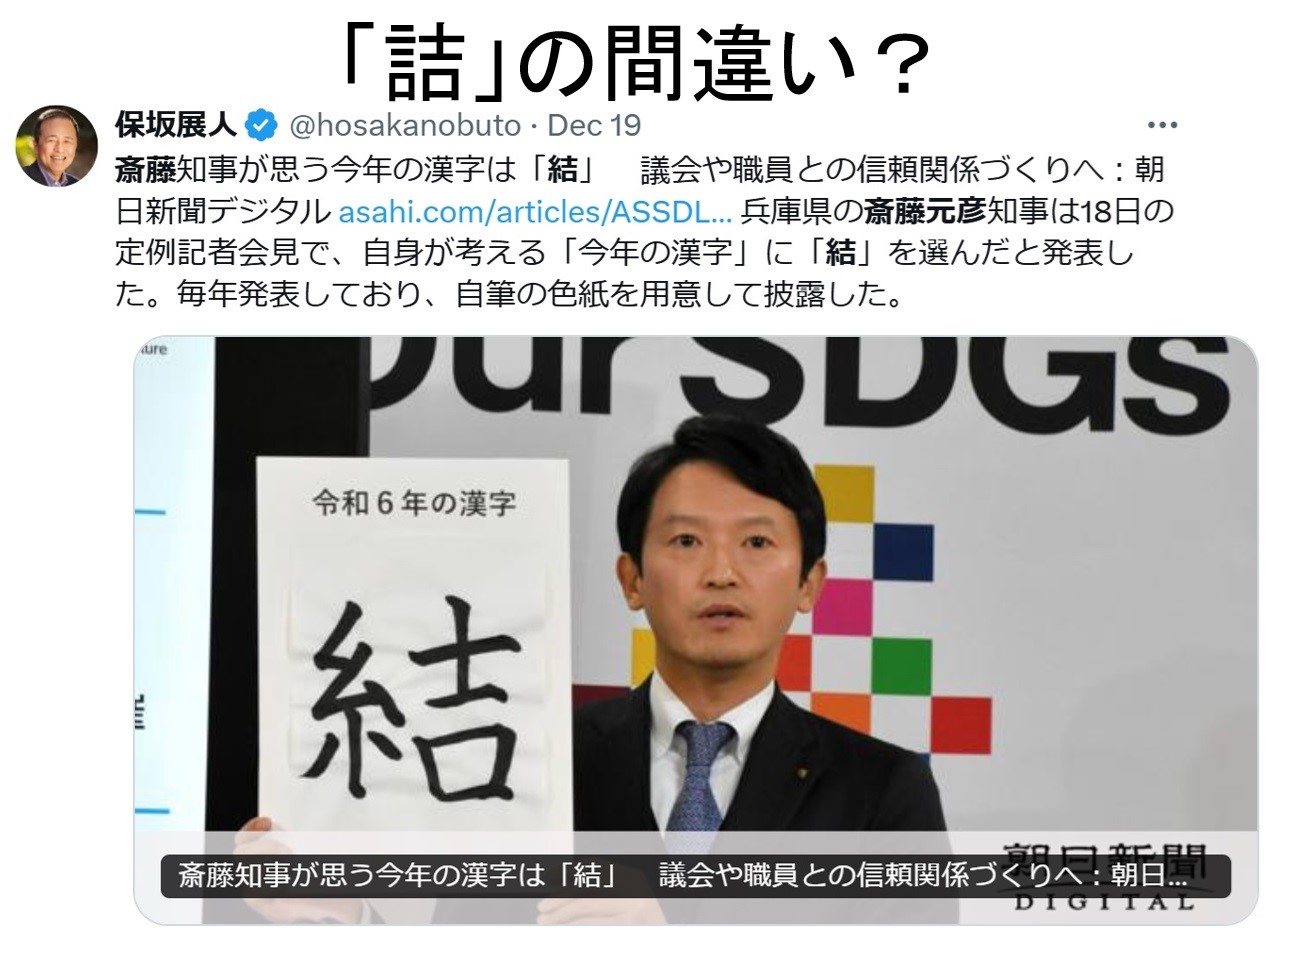 「詰」の間違い？
保坂展人 @hosakanobuto · Dec 19
斎藤知事が思う今年の漢字は「結」　議会や職員との信頼関係づくりへ：朝
日新聞デジタル asahi.com/articles/ASSDL... 兵庫県の斎藤元彦知事は18日の
定例記者会見で、自身が考える「今年の漢字」に「結」を選んだと発表し
た。毎年発表しており、自筆の色紙を用意して披露した。
our SDGs
令和６年の漢字
結
斎藤知事が思う今年の漢字は「結」　議会や職員との信頼関係づくりへ：朝日...
朝日新聞
DIGITAL